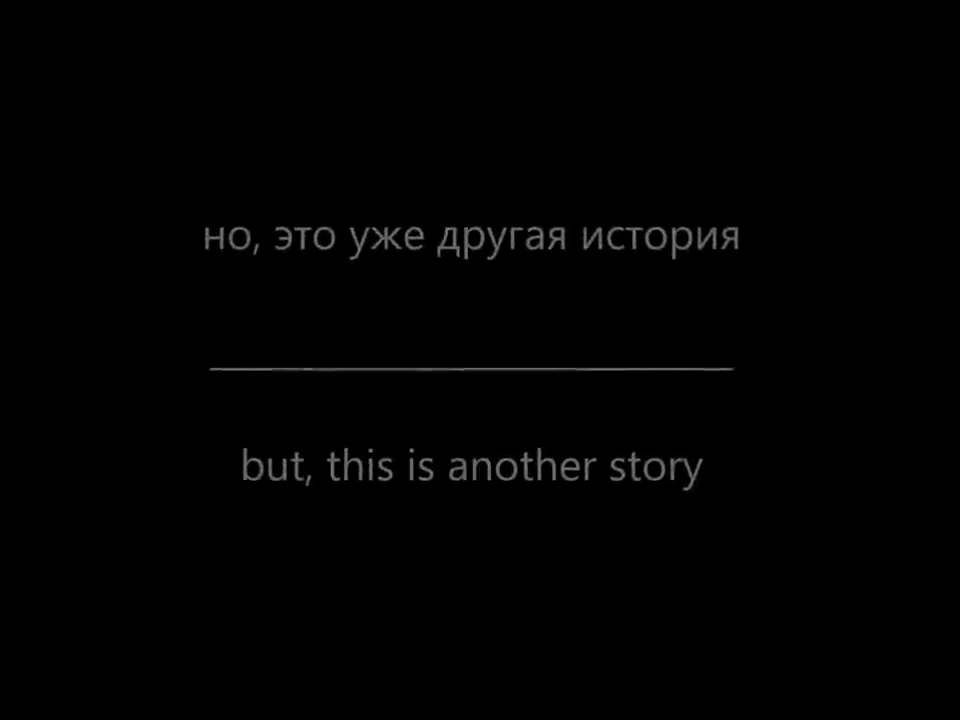 но, это уже другая история
but, this is another story